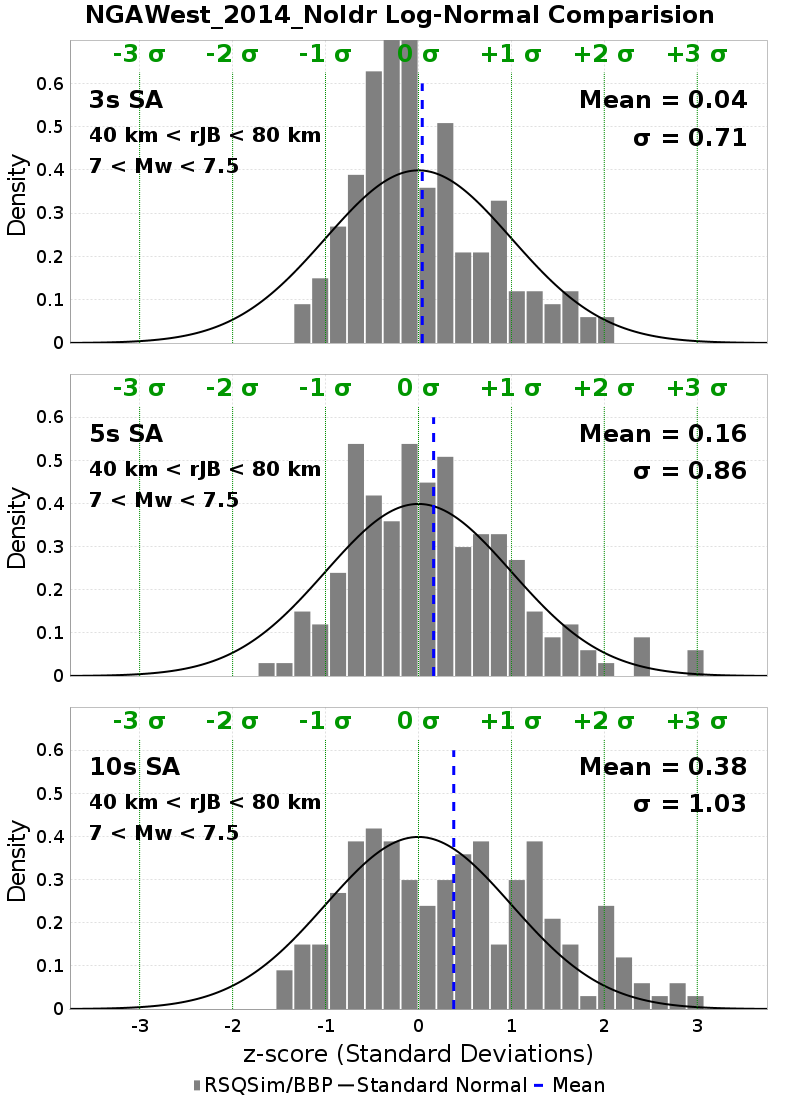 NGAWest_2014_NoIdr Log-Normal Comparision
-3 σ -2 σ -1 σ 0 σ +1 σ +2 σ +3 σ
3s SA
Mean = 0.04
40 km < rJB < 80 km
σ = 0.71
7 < Mw < 7.5
0.6
0.5
0.4
0.3
0.2
0.1
0
Density
-3 σ -2 σ -1 σ 0 σ +1 σ +2 σ +3 σ
5s SA
Mean = 0.16
40 km < rJB < 80 km
σ = 0.86
7 < Mw < 7.5
0.6
0.5
0.4
0.3
0.2
0.1
0
Density
-3 σ -2 σ -1 σ 0 σ +1 σ +2 σ +3 σ
10s SA
Mean = 0.38
40 km < rJB < 80 km
σ = 1.03
7 < Mw < 7.5
0.6
0.5
0.4
0.3
0.2
0.1
0
Density
-3 -2 -1 0 1 2 3
z-score (Standard Deviations)
RSQSim/BBP Standard Normal Mean